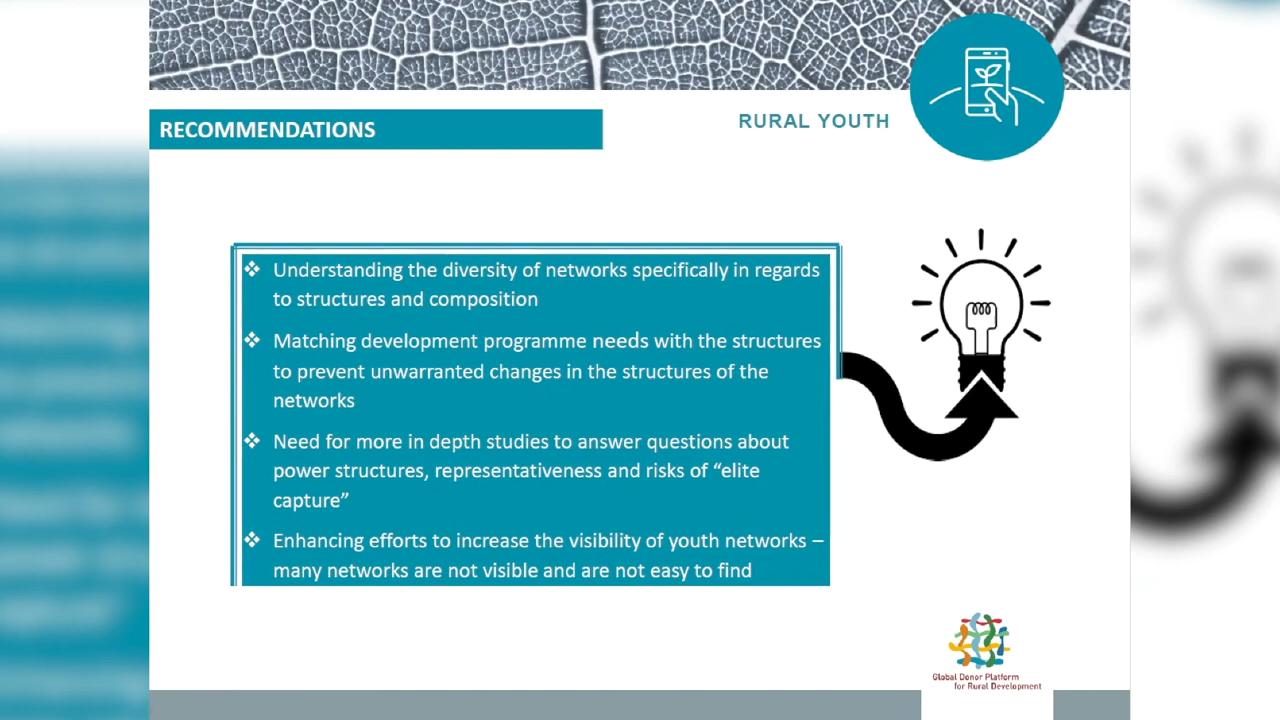 RECOMMENDATIONS
RURAL YOUTH
❖ Understanding the diversity of networks specifically in regards
to structures and composition
❖ Matching development programme needs with the structures
to prevent unwarranted changes in the structures of the
networks
❖ Need for more in depth studies to answer questions about
power structures, representativeness and risks of “elite
capture”
❖ Enhancing efforts to increase the visibility of youth networks –
many networks are not visible and are not easy to find
Global Donor Platform
for Rural Development